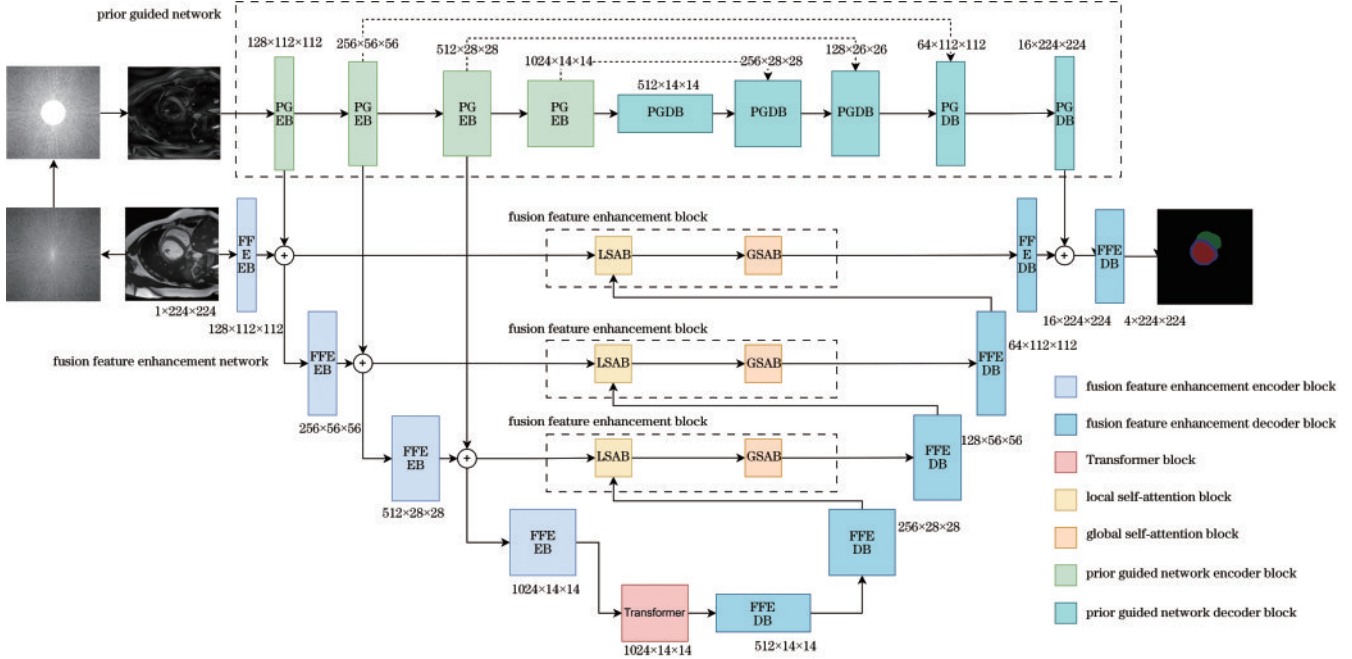 prior guided network
128×112×112
256×56×56
512×28×28
1024×14×14
512×14×14
256×28×28
128×26×26
64×112×112
16×224×224
PG
EB
PG
EB
PG
EB
PG
EB
PGDB
PGDB
PGDB
PG
DB
PG
DB
fusion feature enhancement block
FF
E
EB
LSAB
GSAB
FF
E
DB
FFE
DB
1×224×224
128×112×112
16×224×224
4×224×224
fusion feature enhancement block
fusion feature enhancement network
FFE
EB
LSAB
GSAB
FFE
DB
64×112×112
256×56×56
fusion feature enhancement block
FFE
EB
LSAB
GSAB
FFE
DB
128×56×56
512×28×28
FFE
EB
FFE
DB
256×28×28
1024×14×14
Transformer
FFE
DB
1024×14×14
512×14×14
fusion feature enhancement encoder block
fusion feature enhancement decoder block
Transformer block
local self-attention block
global self-attention block
prior guided network encoder block
prior guided network decoder block